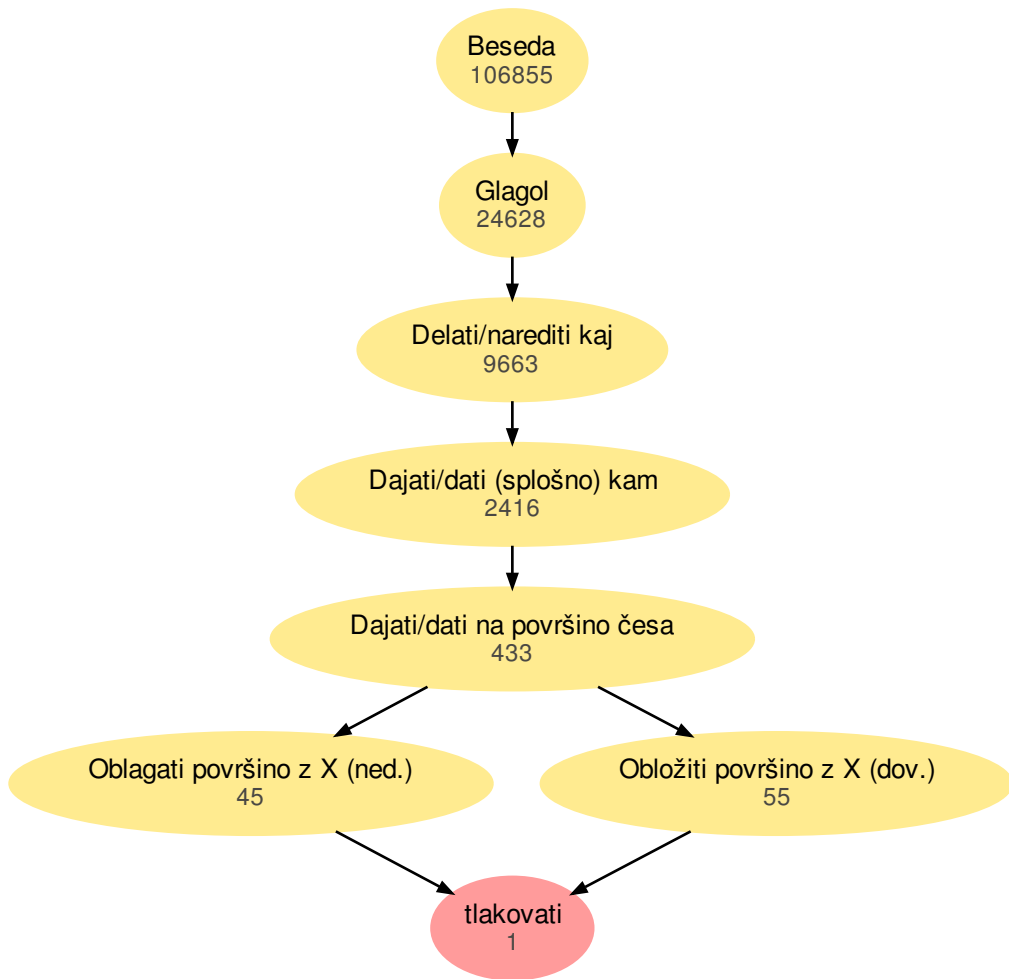 Beseda
106855
Glagol
24628
Delati/narediti kaj
9663
Dajati/dati (splošno) kam
2416
Dajati/dati na površino česa
433
Oblagati površino z X (ned.)
45
Obložiti površino z X (dov.)
55
tlakovati
1